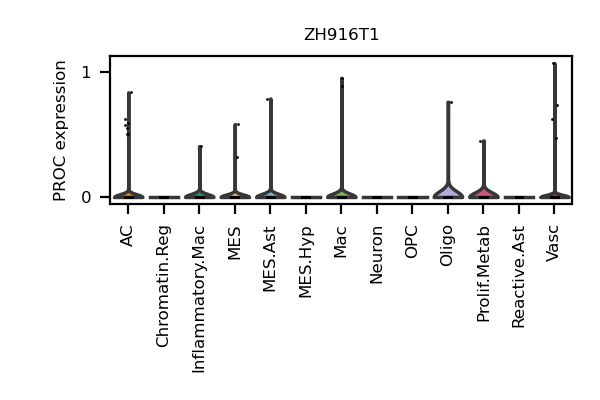 ZH916T1
PROC expression
1
0
AC
Chromatin.Reg
Inflammatory.Mac
MES
MES.Ast
MES.Hyp
Mac
Neuron
OPC
Oligo
Prolif.Metab
Reactive.Ast
Vasc